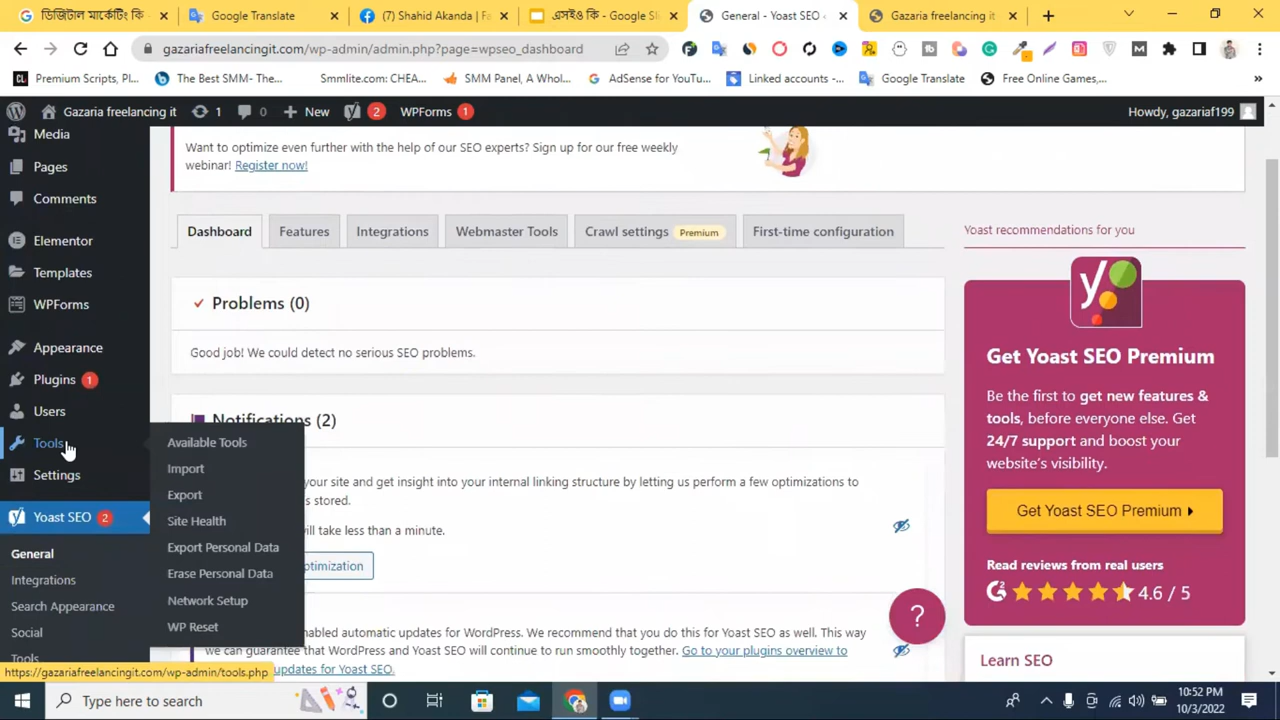 ডিজিটাল মার্কেটিং কি -
Google Translate
(7) Shahid Akanda | Fa
এসইও কি - Google Sl
General - Yoast SEO
Gazaria freelancing it
gazariafreelancingit.com/wp-admin/admin.php?page=wpseo_dashboard
Premium Scripts, Pl...
The Best SMM- The...
Smmlite.com: CHEA...
SMM Panel, A Whol...
AdSense for YouTu...
Linked accounts -...
Google Translate
Free Online Games,...
Gazaria freelancing it
1
0
New
2
WPForms 1
Howdy, gazariaf199
Media
Pages
Comments
Elementor
Templates
WPForms
Appearance
Plugins 1
Users
Tools
Settings
Yoast SEO 2
General
Integrations
Search Appearance
Social
Tools
Available Tools
Import
Export
Site Health
Export Personal Data
Erase Personal Data
Network Setup
WP Reset
Want to optimize even further with the help of our SEO experts? Sign up for our free weekly
webinar! Register now!
Dashboard
Features
Integrations
Webmaster Tools
Crawl settings Premium
First-time configuration
Problems (0)
Good job! We could detect no serious SEO problems.
Notifications (2)
your site and get insight into your internal linking structure by letting us perform a few optimizations to
s stored.
will take less than a minute.
ptimization
nabled automatic updates for WordPress. We recommend that you do this for Yoast SEO as well. This way
we can guarantee that WordPress and Yoast SEO will continue to run smoothly together. Go to your plugins overview to
updates for Yoast SEO.
Yoast recommendations for you
Get Yoast SEO Premium
Be the first to get new features &
tools, before everyone else. Get
24/7 support and boost your
website's visibility.
Get Yoast SEO Premium
Read reviews from real users
4.6 / 5
Learn SEO
?
https://gazariafreelancingit.com/wp-admin/tools.php
Type here to search
10:52 PM
10/3/2022